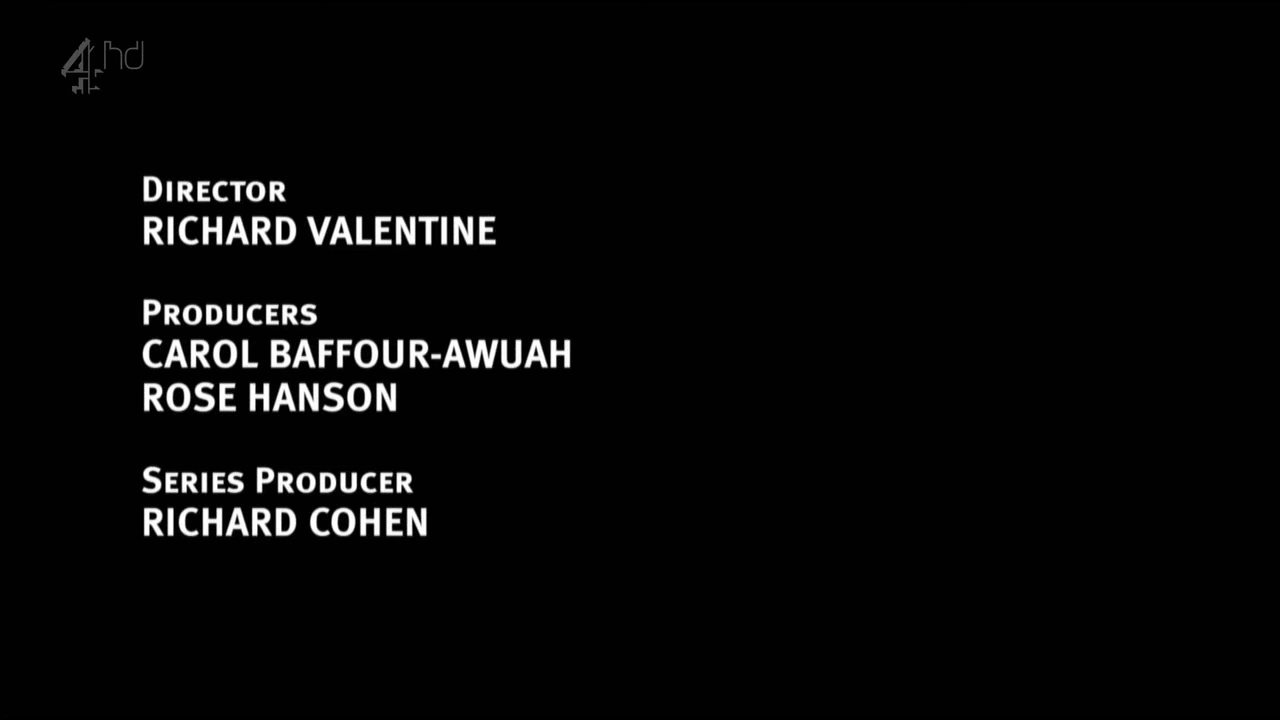 4hd
Director
RICHARD VALENTINE
Producers
CAROL BAFFOUR-AWUAH
ROSE HANSON
Series Producer
RICHARD COHEN